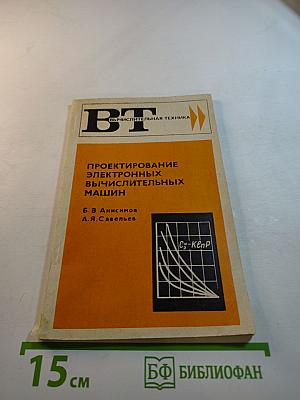 ВТ
ВЫЧИСЛИТЕЛЬНАЯ ТЕХНИКА
ПРОЕКТИРОВАНИЕ
ЭЛЕКТРОННЫХ
ВЫЧИСЛИТЕЛЬНЫХ
МАШИН
Б.В.Анисимов
А.Я.Савельев
15 см
БФ БИБЛИОФАН